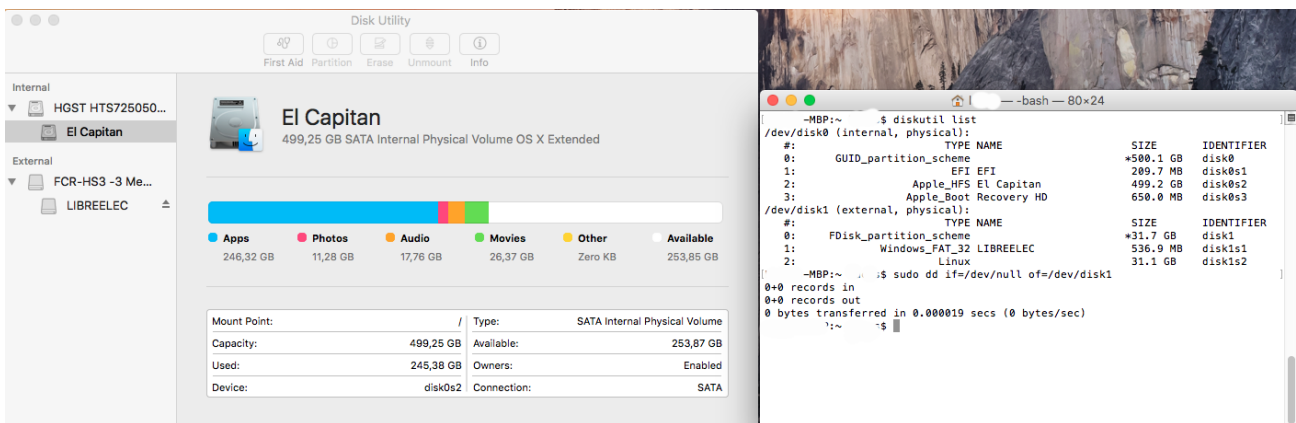 Disk Utility
First Aid Partition Erase Unmount Info
Internal
HGST HTS725050...
El Capitan
External
FCR-HS3 -3 Me...
LIBREELEC
El Capitan
499,25 GB SATA Internal Physical Volume OS X Extended
Apps Photos Audio Movies Other Available
246,32 GB 11,28 GB 17,76 GB 26,37 GB Zero KB 253,85 GB
Mount Point: / Type: SATA Internal Physical Volume
Capacity: 499,25 GB Available: 253,87 GB
Used: 245,38 GB Owners: Enabled
Device: disk0s2 Connection: SATA
— -bash — 80×24
-MBP:~ $ diskutil list
/dev/disk0 (internal, physical):
#: TYPE NAME SIZE IDENTIFIER
0: GUID_partition_scheme *500.1 GB disk0
1: EFI EFI 209.7 MB disk0s1
2: Apple_HFS El Capitan 499.2 GB disk0s2
3: Apple_Boot Recovery HD 650.0 MB disk0s3
/dev/disk1 (external, physical):
#: TYPE NAME SIZE IDENTIFIER
0: FDisk_partition_scheme *31.7 GB disk1
1: Windows_FAT_32 LIBREELEC 536.9 MB disk1s1
2: Linux 31.1 GB disk1s2
-MBP:~ $ sudo dd if=/dev/null of=/dev/disk1
0+0 records in
0+0 records out
0 bytes transferred in 0.000019 secs (0 bytes/sec)
:~ $